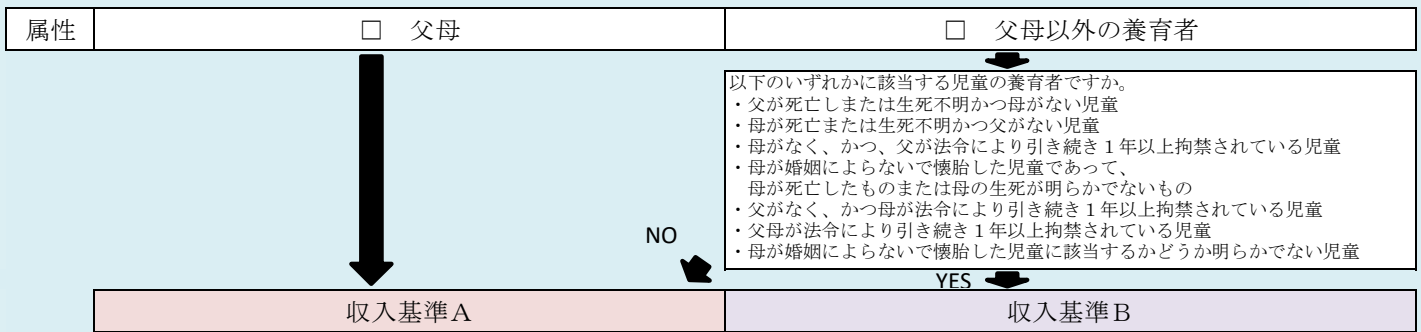 属性
□ 父母
□ 父母以外の養育者
以下のいずれかに該当する児童の養育者ですか。
・父が死亡しまたは生死不明かつ母がない児童
・母が死亡または生死不明かつ父がない児童
・母がなく、かつ、父が法令により引き続き１年以上拘禁されている児童
・母が婚姻によらないで懐胎した児童であって、
母が死亡したものまたは母の生死が明らかでないもの
・父がなく、かつ母が法令により引き続き１年以上拘禁されている児童
・父母が法令により引き続き１年以上拘禁されている児童
・母が婚姻によらないで懐胎した児童に該当するかどうか明らかでない児童
NO
YES
収入基準Ａ
収入基準Ｂ